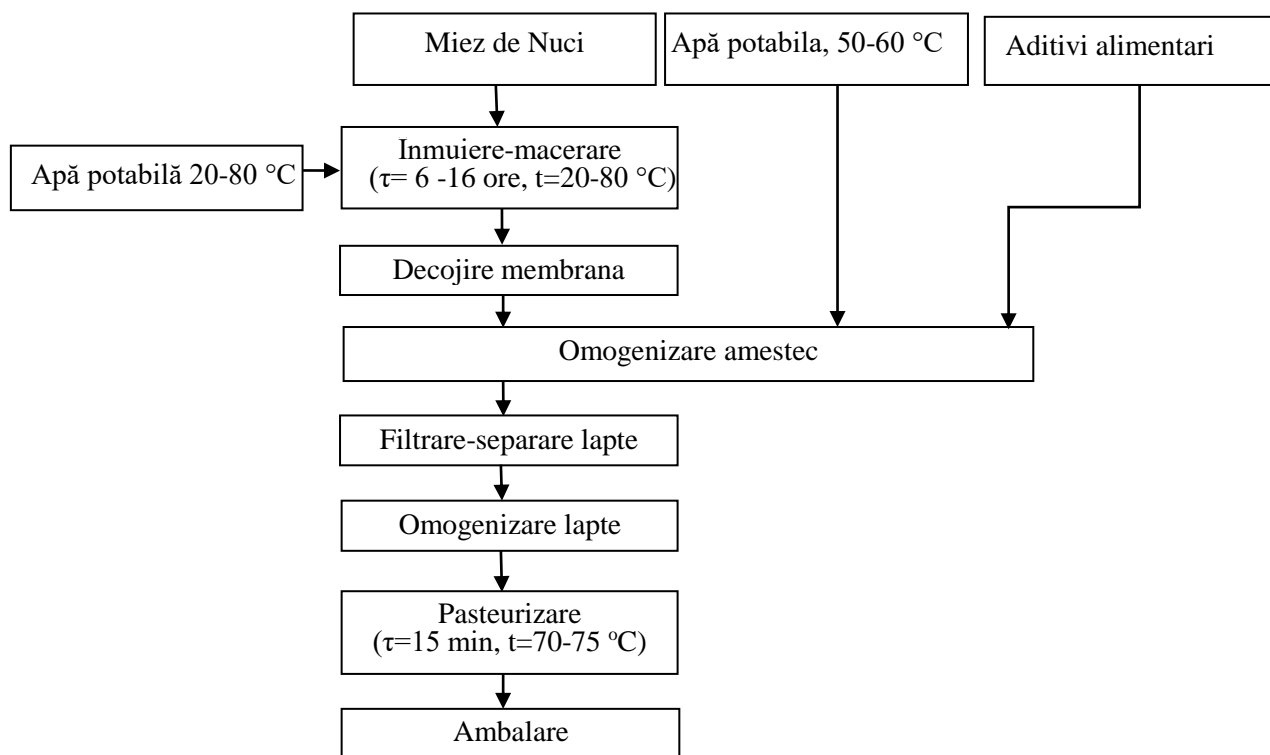 Miez de Nuci
Apă potabila, 50-60 °C
Aditivi alimentari
Apă potabilă 20-80 °C
Inmuiere-macerare
(τ= 6 -16 ore, t=20-80 °C)
Decojire membrana
Omogenizare amestec
Filtrare-separare lapte
Omogenizare lapte
Pasteurizare
(τ=15 min, t=70-75 °C)
Ambalare